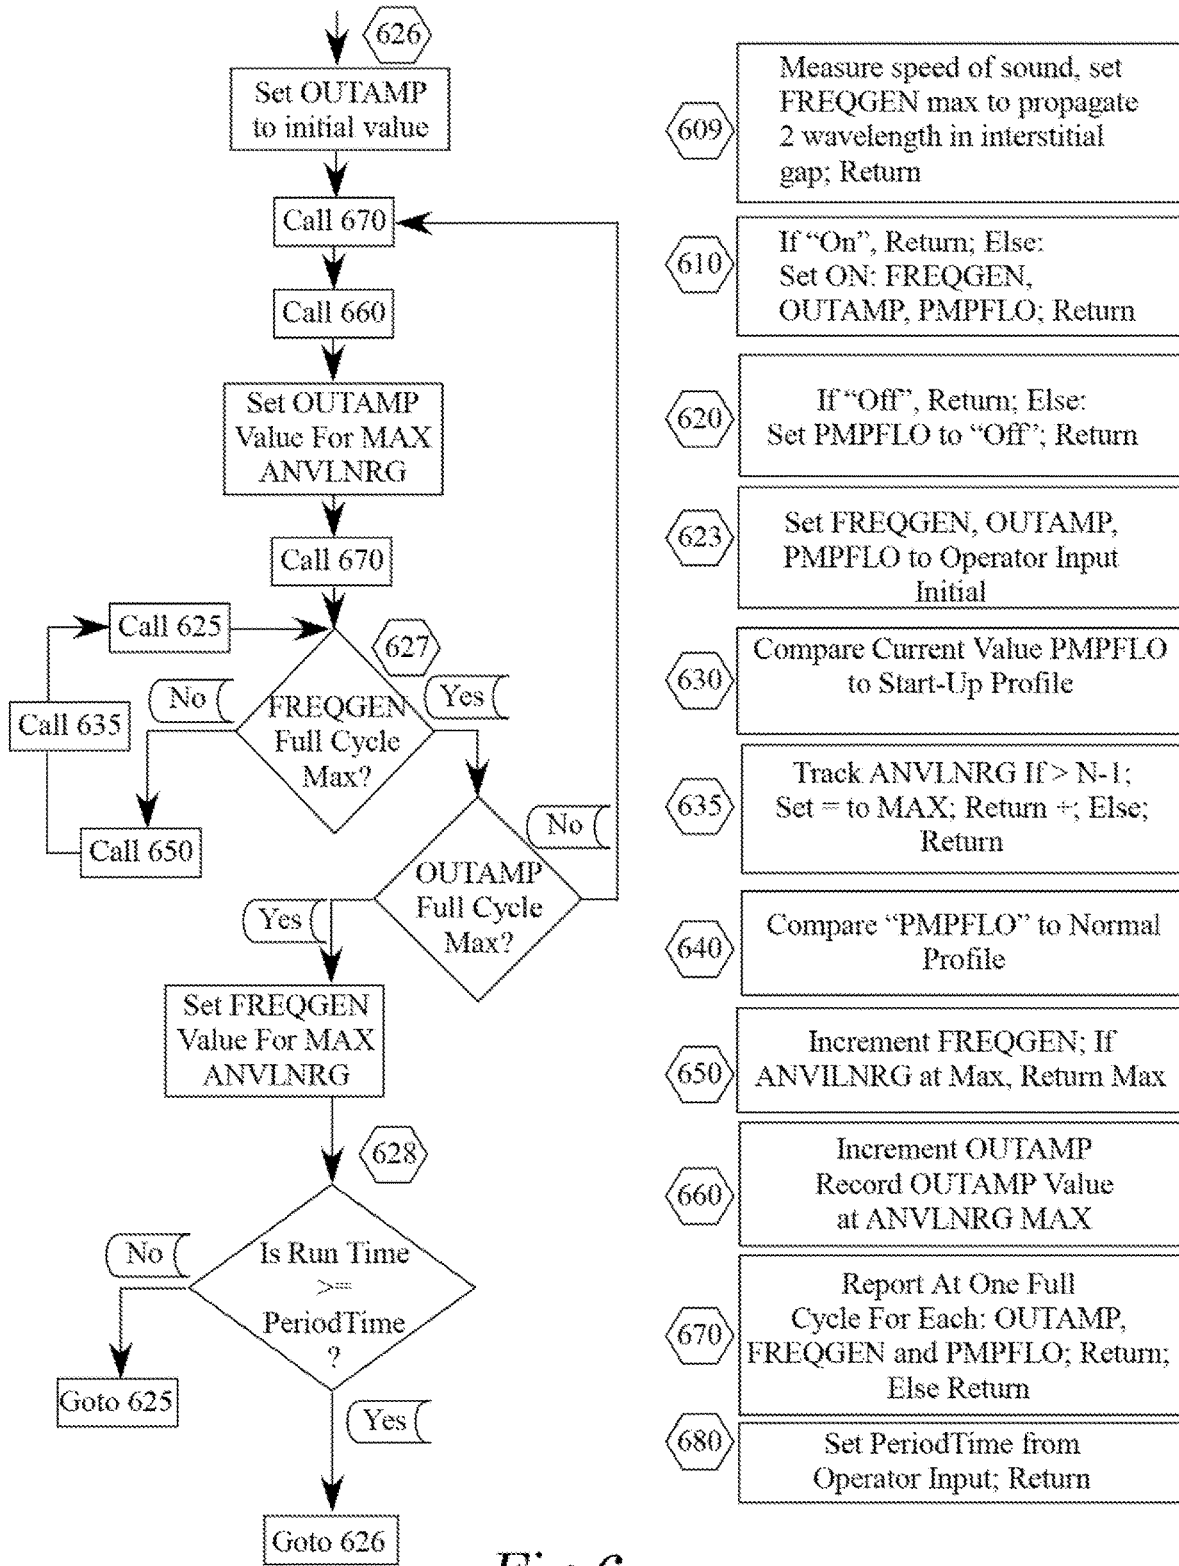 626
Set OUTAMP
to initial value
Call 670
Call 660
Set OUTAMP
Value For MAX
ANVLNRG
Call 670
Call 625
627
No
Yes
FREQGEN
Full Cycle
Max?
Call 635
Call 650
No
OUTAMP
Full Cycle
Max?
Yes
Set FREQGEN
Value For MAX
ANVLNRG
628
No
Is Run Time
>=
PeriodTime
?
Goto 625
Yes
Goto 626
609
Measure speed of sound, set
FREQGEN max to propagate
2 wavelength in interstitial
gap; Return
610
If “On”, Return; Else:
Set ON: FREQGEN,
OUTAMP, PMPFLO; Return
620
If “Off”, Return; Else:
Set PMPFLO to “Off”; Return
623
Set FREQGEN, OUTAMP,
PMPFLO to Operator Input
Initial
630
Compare Current Value PMPFLO
to Start-Up Profile
635
Track ANVLNRG If > N-1;
Set = to MAX; Return +; Else;
Return
640
Compare “PMPFLO” to Normal
Profile
650
Increment FREQGEN; If
ANVILNRG at Max, Return Max
660
Increment OUTAMP
Record OUTAMP Value
at ANVLNRG MAX
670
Report At One Full
Cycle For Each: OUTAMP,
FREQGEN and PMPFLO; Return;
Else Return
680
Set PeriodTime from
Operator Input; Return